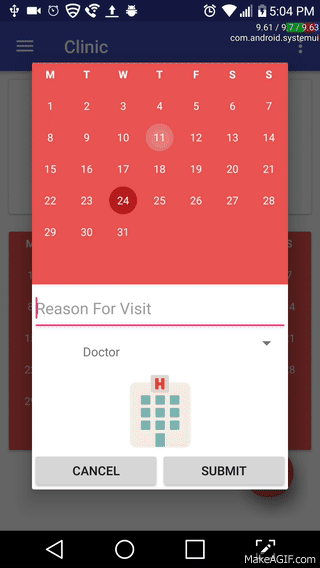 5:04 PM
9.61 / 9.7 / 9.63
com.android.systemui
Clinic
M T W T F S S
1 2 3 4 5 6 7
8 9 10 11 12 13 14
15 16 17 18 19 20 21
22 23 24 25 26 27 28
29 30 31
Reason For Visit
Doctor
H
CANCEL SUBMIT
MakeAGIF.com